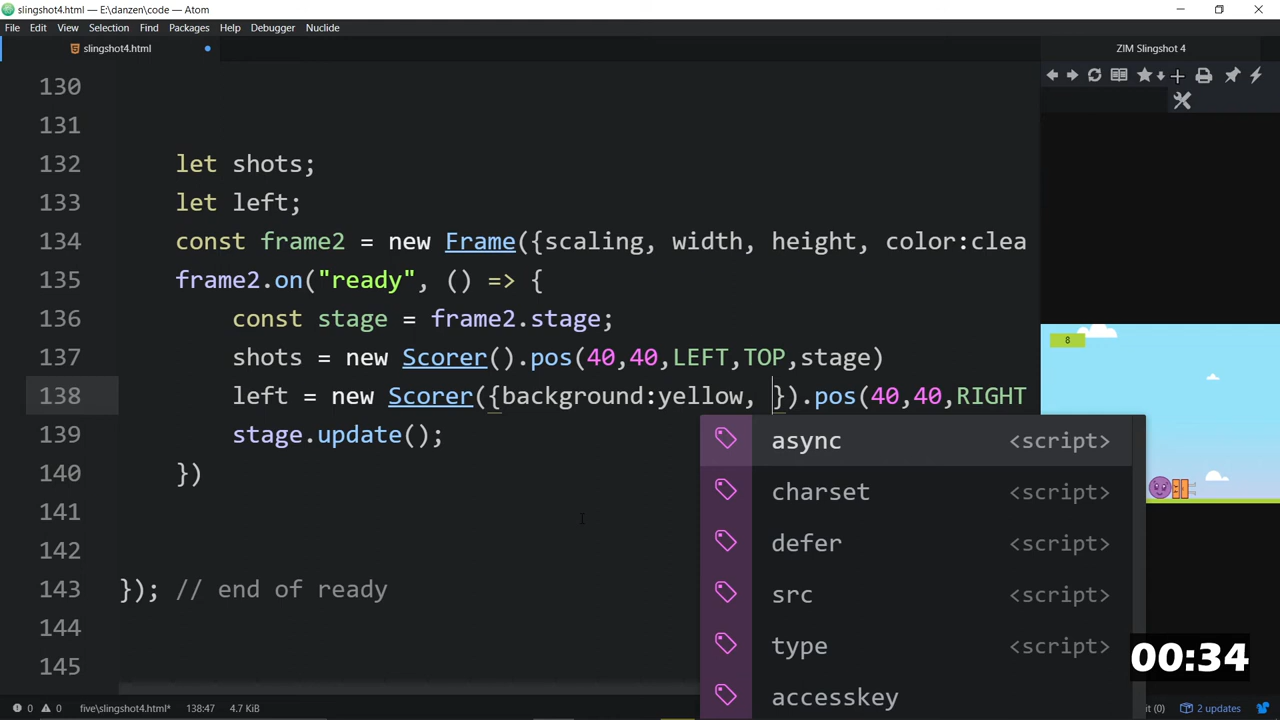 slingshot4.html — E:\danzen\code — Atom
File Edit View Selection Find Packages Help Debugger Nuclide
slingshot4.html
ZIM Slingshot 4
130
131
132 let shots;
133 let left;
134 const frame2 = new Frame({scaling, width, height, color:clea
135 frame2.on("ready", () => {
136 const stage = frame2.stage;
137 shots = new Scorer().pos(40,40,LEFT,TOP,stage)
138 left = new Scorer({background:yellow, }).pos(40,40,RIGHT
139 stage.update();
140 })
141
142
143 }); // end of ready
144
145
async <script>
charset <script>
defer <script>
src <script>
type <script>
accesskey
8
00:34
0 0 five\slingshot4.html* 138:47 4.7 KiB
it (0) 2 updates